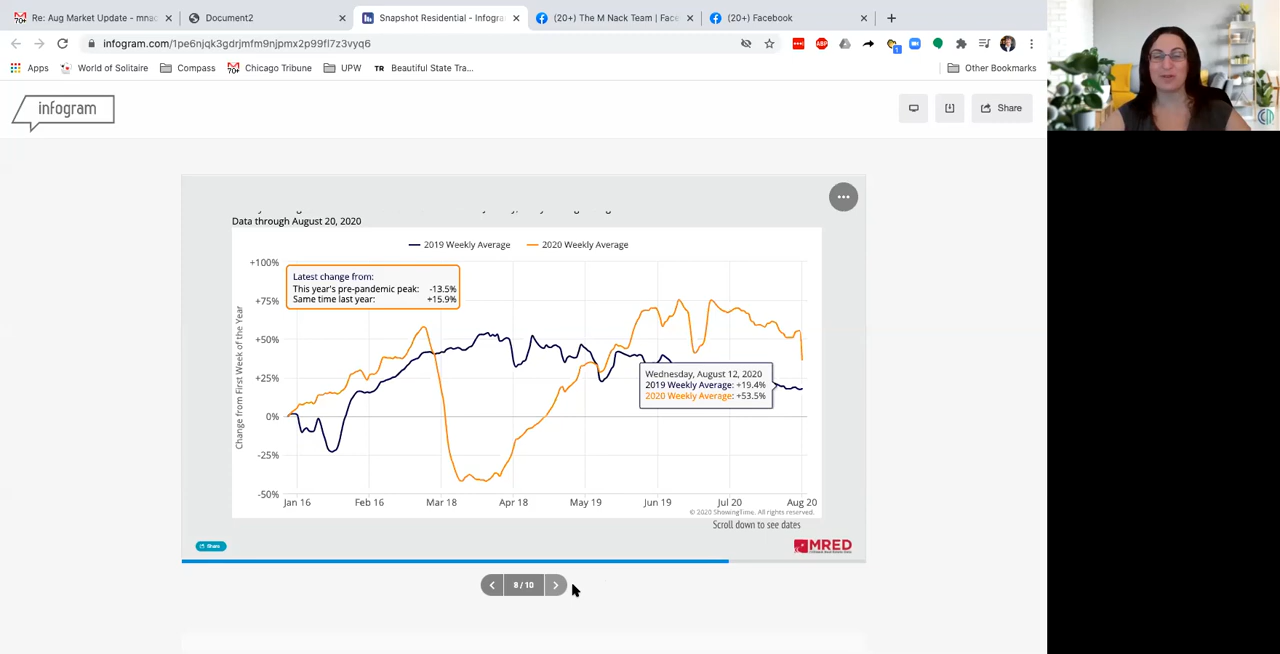 Re: Aug Market Update - mnac
Document2
Snapshot Residential - Infogra
(20+) The M Nack Team | Face
(20+) Facebook
infogram.com/1pe6njqk3gdrjmfm9njpmx2p99fl7z3vyq6
Apps
World of Solitaire
Compass
Chicago Tribune
UPW
TR Beautiful State Tra...
Other Bookmarks
infogram
Share
Data through August 20, 2020
2019 Weekly Average
2020 Weekly Average
Latest change from:
This year's pre-pandemic peak: -13.5%
Same time last year: +15.9%
Change from First Week of the Year
+100%
+75%
+50%
+25%
0%
-25%
-50%
Wednesday, August 12, 2020
2019 Weekly Average: +19.4%
2020 Weekly Average: +53.5%
Jan 16 Feb 16 Mar 18 Apr 18 May 19 Jun 19 Jul 20 Aug 20
© 2020 ShowingTime. All rights reserved.
Scroll down to see dates
Share
MRED
8 / 10